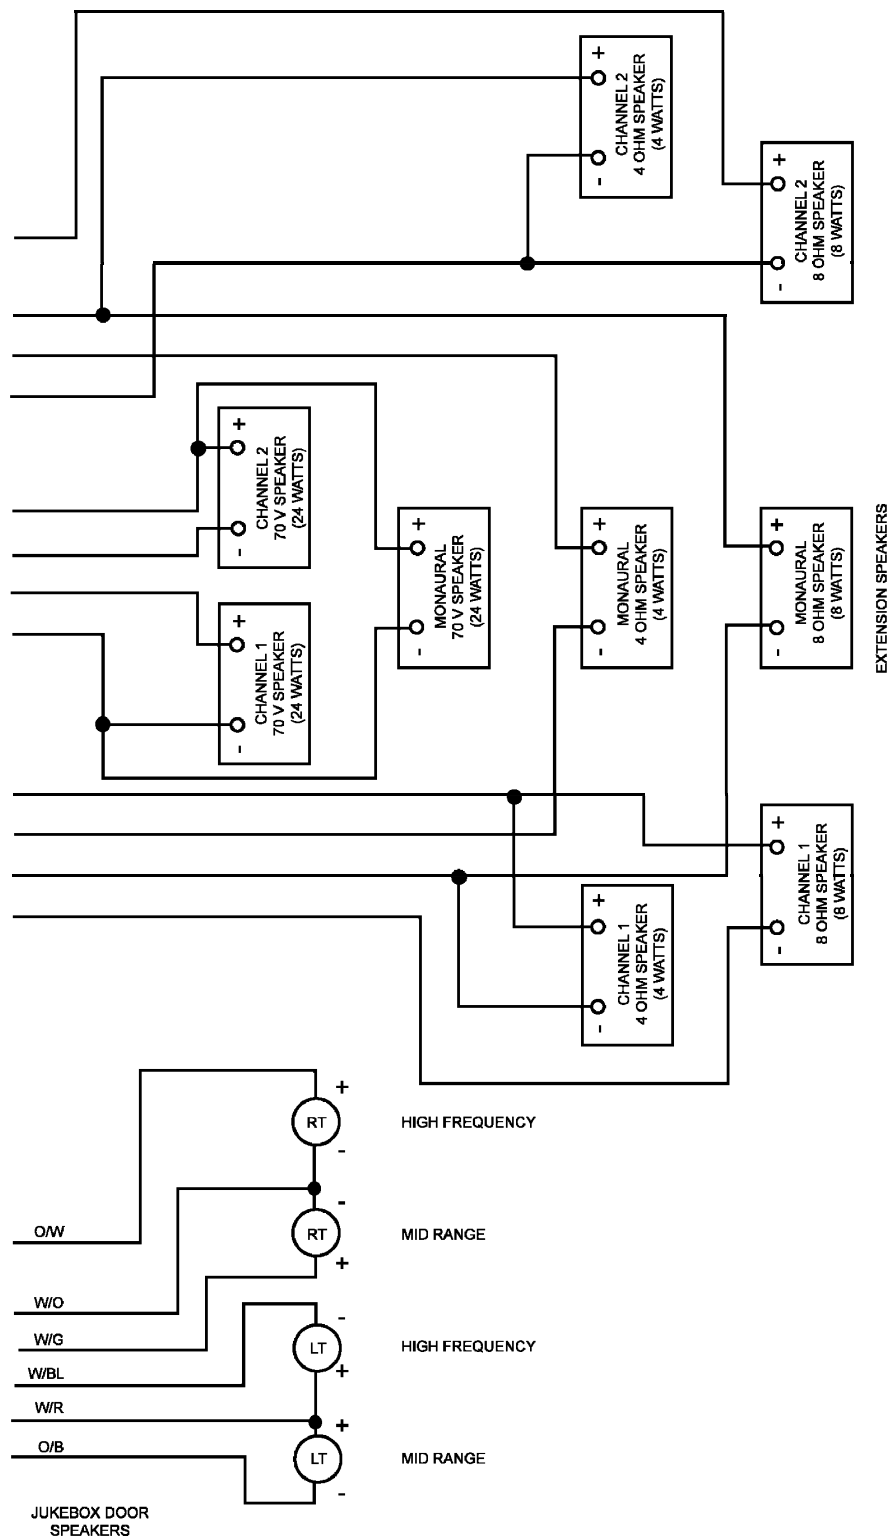 +
CHANNEL 2
4 OHM SPEAKER
(4 WATTS)
-
+
CHANNEL 2
8 OHM SPEAKER
(8 WATTS)
-
+
CHANNEL 2
70 V SPEAKER
(24 WATTS)
-
+
CHANNEL 1
70 V SPEAKER
(24 WATTS)
-
+
MONAURAL
70 V SPEAKER
(24 WATTS)
-
+
MONAURAL
4 OHM SPEAKER
(4 WATTS)
-
+
MONAURAL
8 OHM SPEAKER
(8 WATTS)
-
EXTENSION SPEAKERS
+
CHANNEL 1
8 OHM SPEAKER
(8 WATTS)
-
+
CHANNEL 1
4 OHM SPEAKER
(4 WATTS)
-
+
RT
HIGH FREQUENCY
-
-
O/W
RT
MID RANGE
+
W/O
-
W/G
LT
HIGH FREQUENCY
W/BL
+
W/R
+
O/B
LT
MID RANGE
-
JUKEBOX DOOR
SPEAKERS